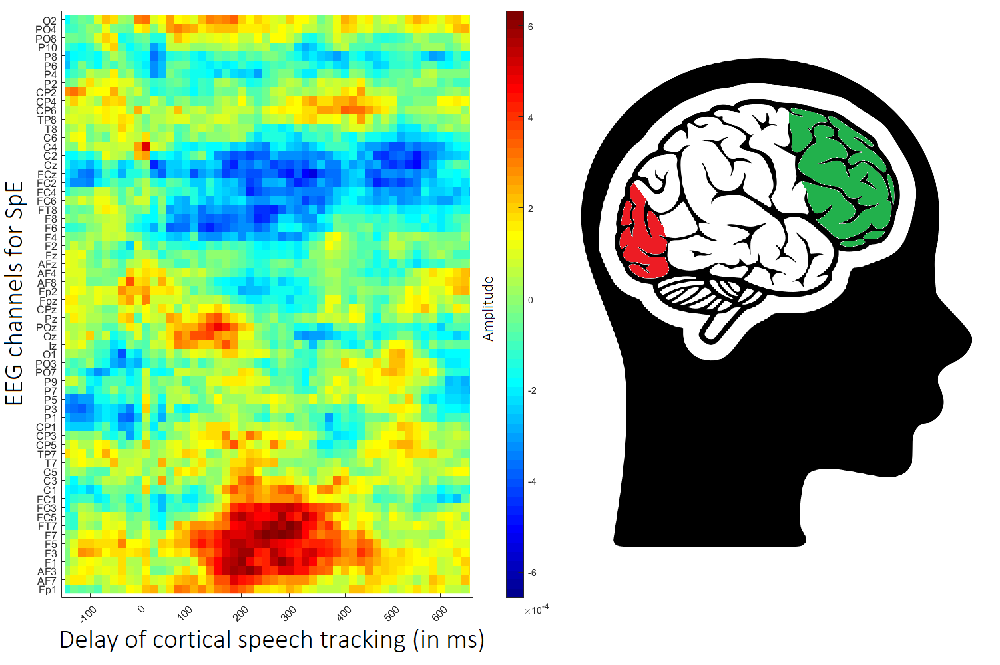 EEG channels for SpE
O2
PO4
PO8
P10
P8
P6
P4
P2
CP2
CP4
CP6
TP8
T8
C6
C4
C2
Cz
FCz
FC2
FC4
FC6
FT8
F8
F6
F4
F2
Fz
AFz
AF4
AF8
Fp2
Fpz
CPz
Pz
POz
Oz
Iz
O1
PO3
PO7
P9
P7
P5
P3
P1
CP1
CP3
CP5
TP7
T7
C5
C3
C1
FC1
FC3
FC5
FT7
F7
F5
F3
F1
AF3
AF7
Fp1
-100
0
100
200
300
400
500
600
Delay of cortical speech tracking (in ms)
Amplitude
6
4
2
0
-2
-4
-6
×10-4